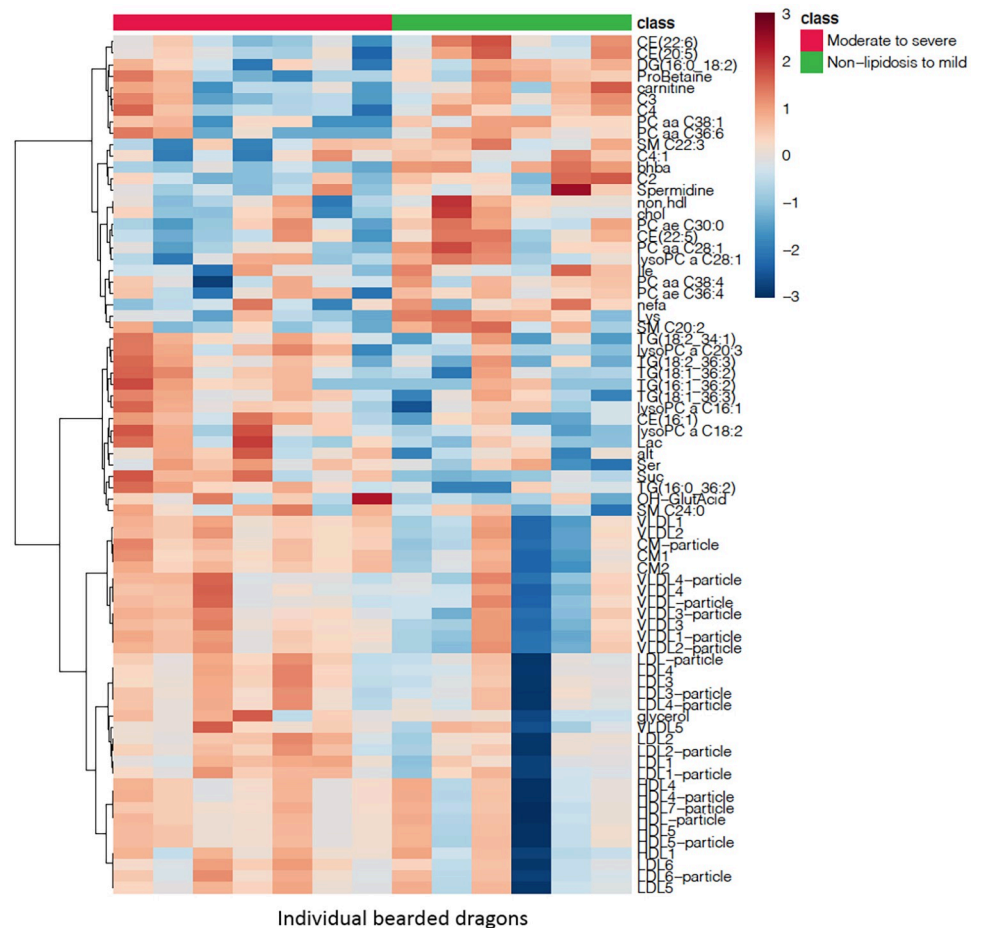 class
CE(22:6)
CE(20:5)
DG(16:0_18:2)
ProBetaine
carnitine
C3
C4
PC aa C38:1
PC aa C36:6
SM C22:3
C4:1
bhba
C2
Spermidine
non.hdl
chol
PC ae C30:0
CE(22:5)
PC aa C28:1
lysoPC a C28:1
Ile
PC aa C38:4
PC ae C36:4
nefa
Lys
SM C20:2
TG(18:2_34:1)
lysoPC a C20:3
TG(18:2_36:3)
TG(18:1_36:2)
TG(16:1_36:2)
TG(18:1_36:3)
lysoPC a C16:1
CE(16:1)
lysoPC a C18:2
Lac
alt
Ser
Suc
TG(16:0_36:2)
OH−GlutAcid
SM C24:0
VLDL1
VLDL2
CM−particle
CM1
CM2
VLDL4−particle
VLDL4
VLDL−particle
VLDL3−particle
VLDL3
VLDL1−particle
VLDL2−particle
LDL−particle
LDL4
LDL3
LDL3−particle
LDL4−particle
glycerol
VLDL5
LDL2
LDL2−particle
LDL1
LDL1−particle
HDL4
HDL4−particle
HDL7−particle
HDL−particle
HDL5
HDL5−particle
HDL1
LDL6
LDL6−particle
LDL5
3
2
1
0
−1
−2
−3
class
Moderate to severe
Non−lipidosis to mild
Individual bearded dragons